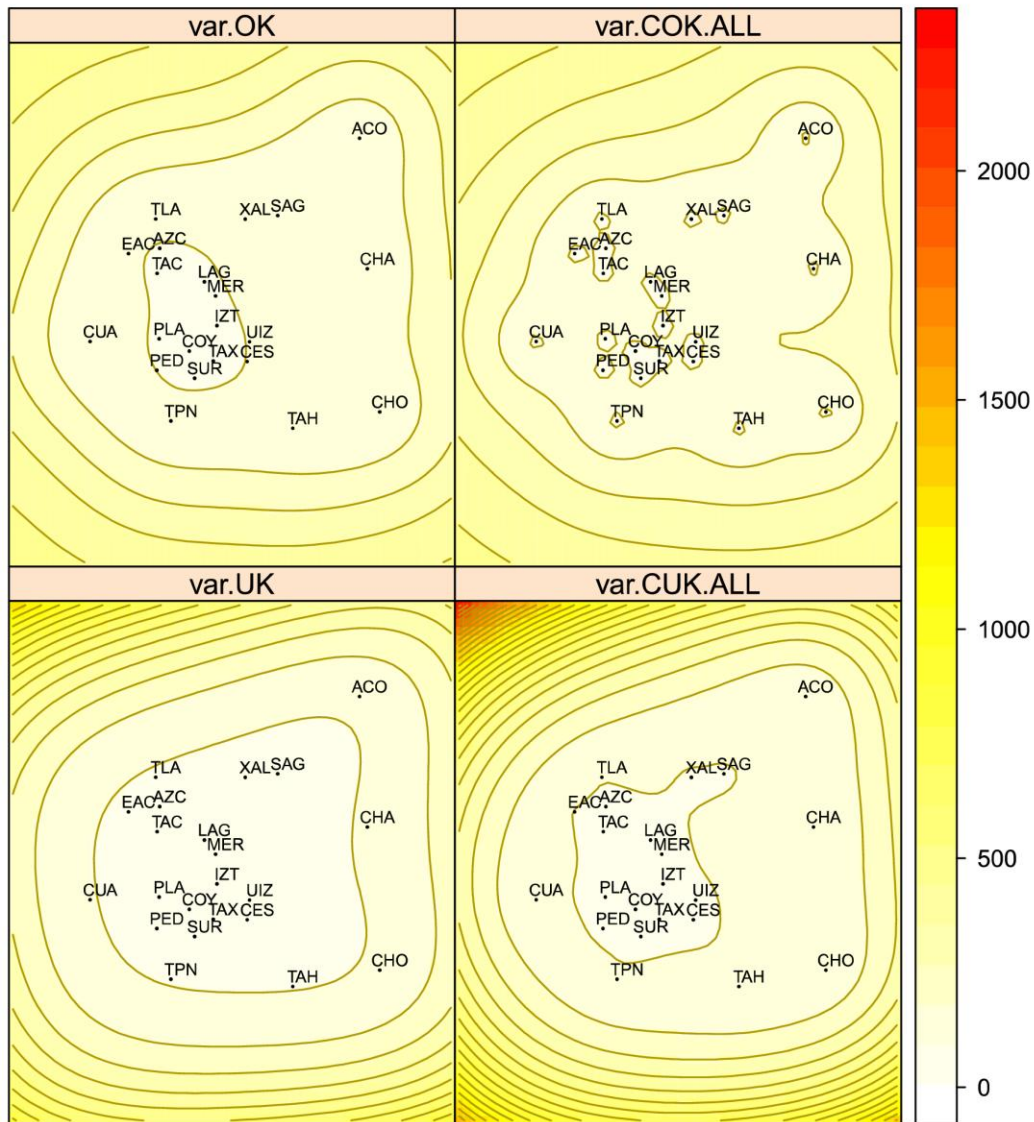 var.OK
var.COK.ALL
ACO
TLA
XAL
SAG
EAC
AZC
TAC
LAG
MER
CHA
IZT
CUA
PLA
COY
UIZ
PED
TAX
CES
SUR
TPN
TAH
CHO
ACO
TLA
XAL
SAG
EAC
AZC
TAC
LAG
MER
CHA
IZT
CUA
PLA
COY
UIZ
PED
TAX
CES
SUR
TPN
TAH
CHO
var.UK
var.CUK.ALL
ACO
TLA
XAL
SAG
EAC
AZC
TAC
LAG
MER
CHA
IZT
CUA
PLA
COY
UIZ
PED
TAX
CES
SUR
TPN
TAH
CHO
ACO
TLA
XAL
SAG
EAC
AZC
TAC
LAG
MER
CHA
IZT
CUA
PLA
COY
UIZ
PED
TAX
CES
SUR
TPN
TAH
CHO
2000
1500
1000
500
0